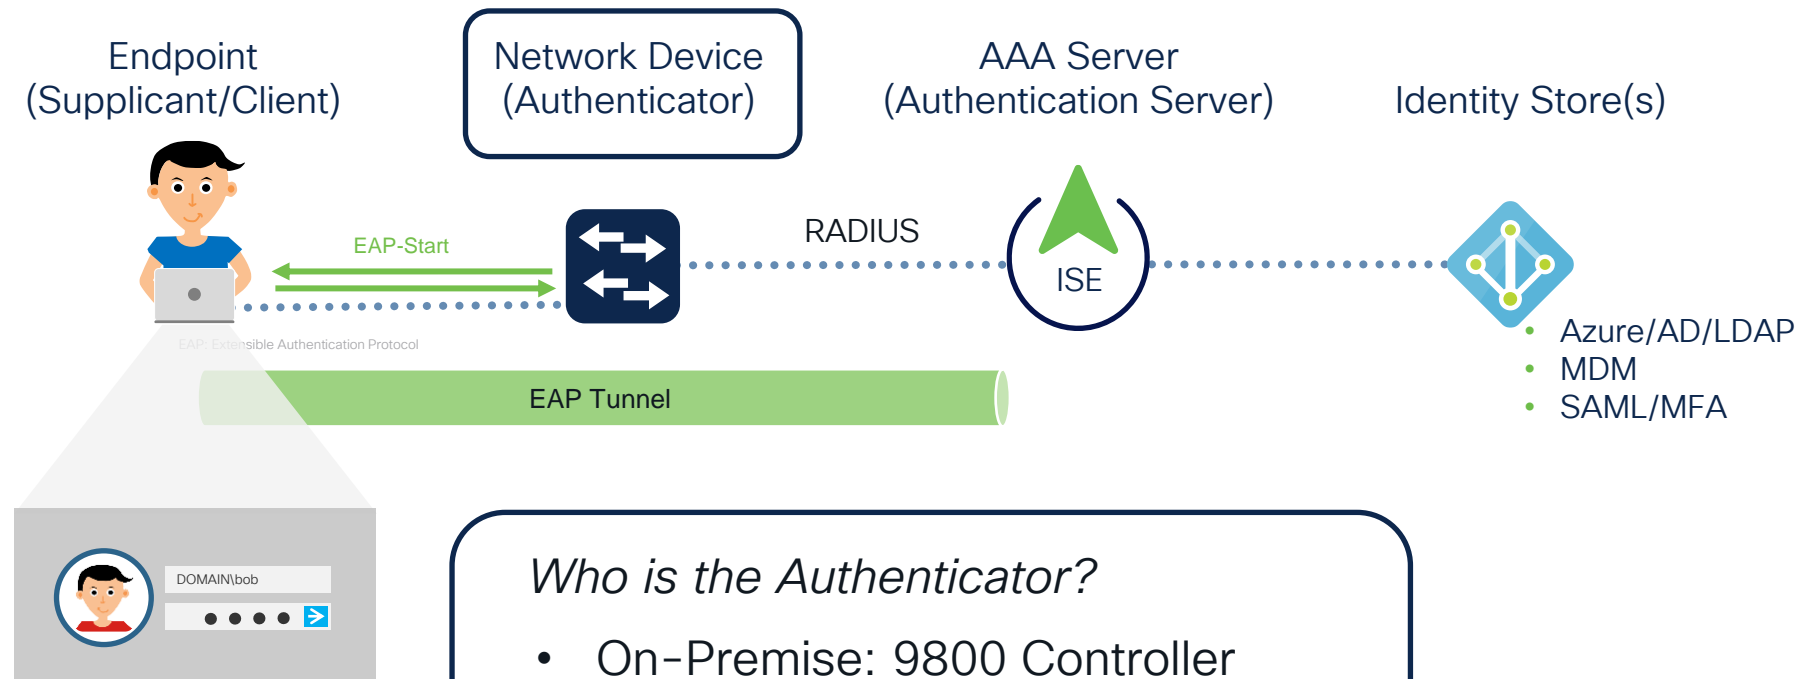 Endpoint
(Supplicant/Client)
Network Device
(Authenticator)
AAA Server
(Authentication Server)
Identity Store(s)
EAP-Start
RADIUS
ISE
EAP: Extensible Authentication Protocol
• Azure/AD/LDAP
• MDM
• SAML/MFA
EAP Tunnel
DOMAIN\bob
Who is the Authenticator?
• On-Premise: 9800 Controller